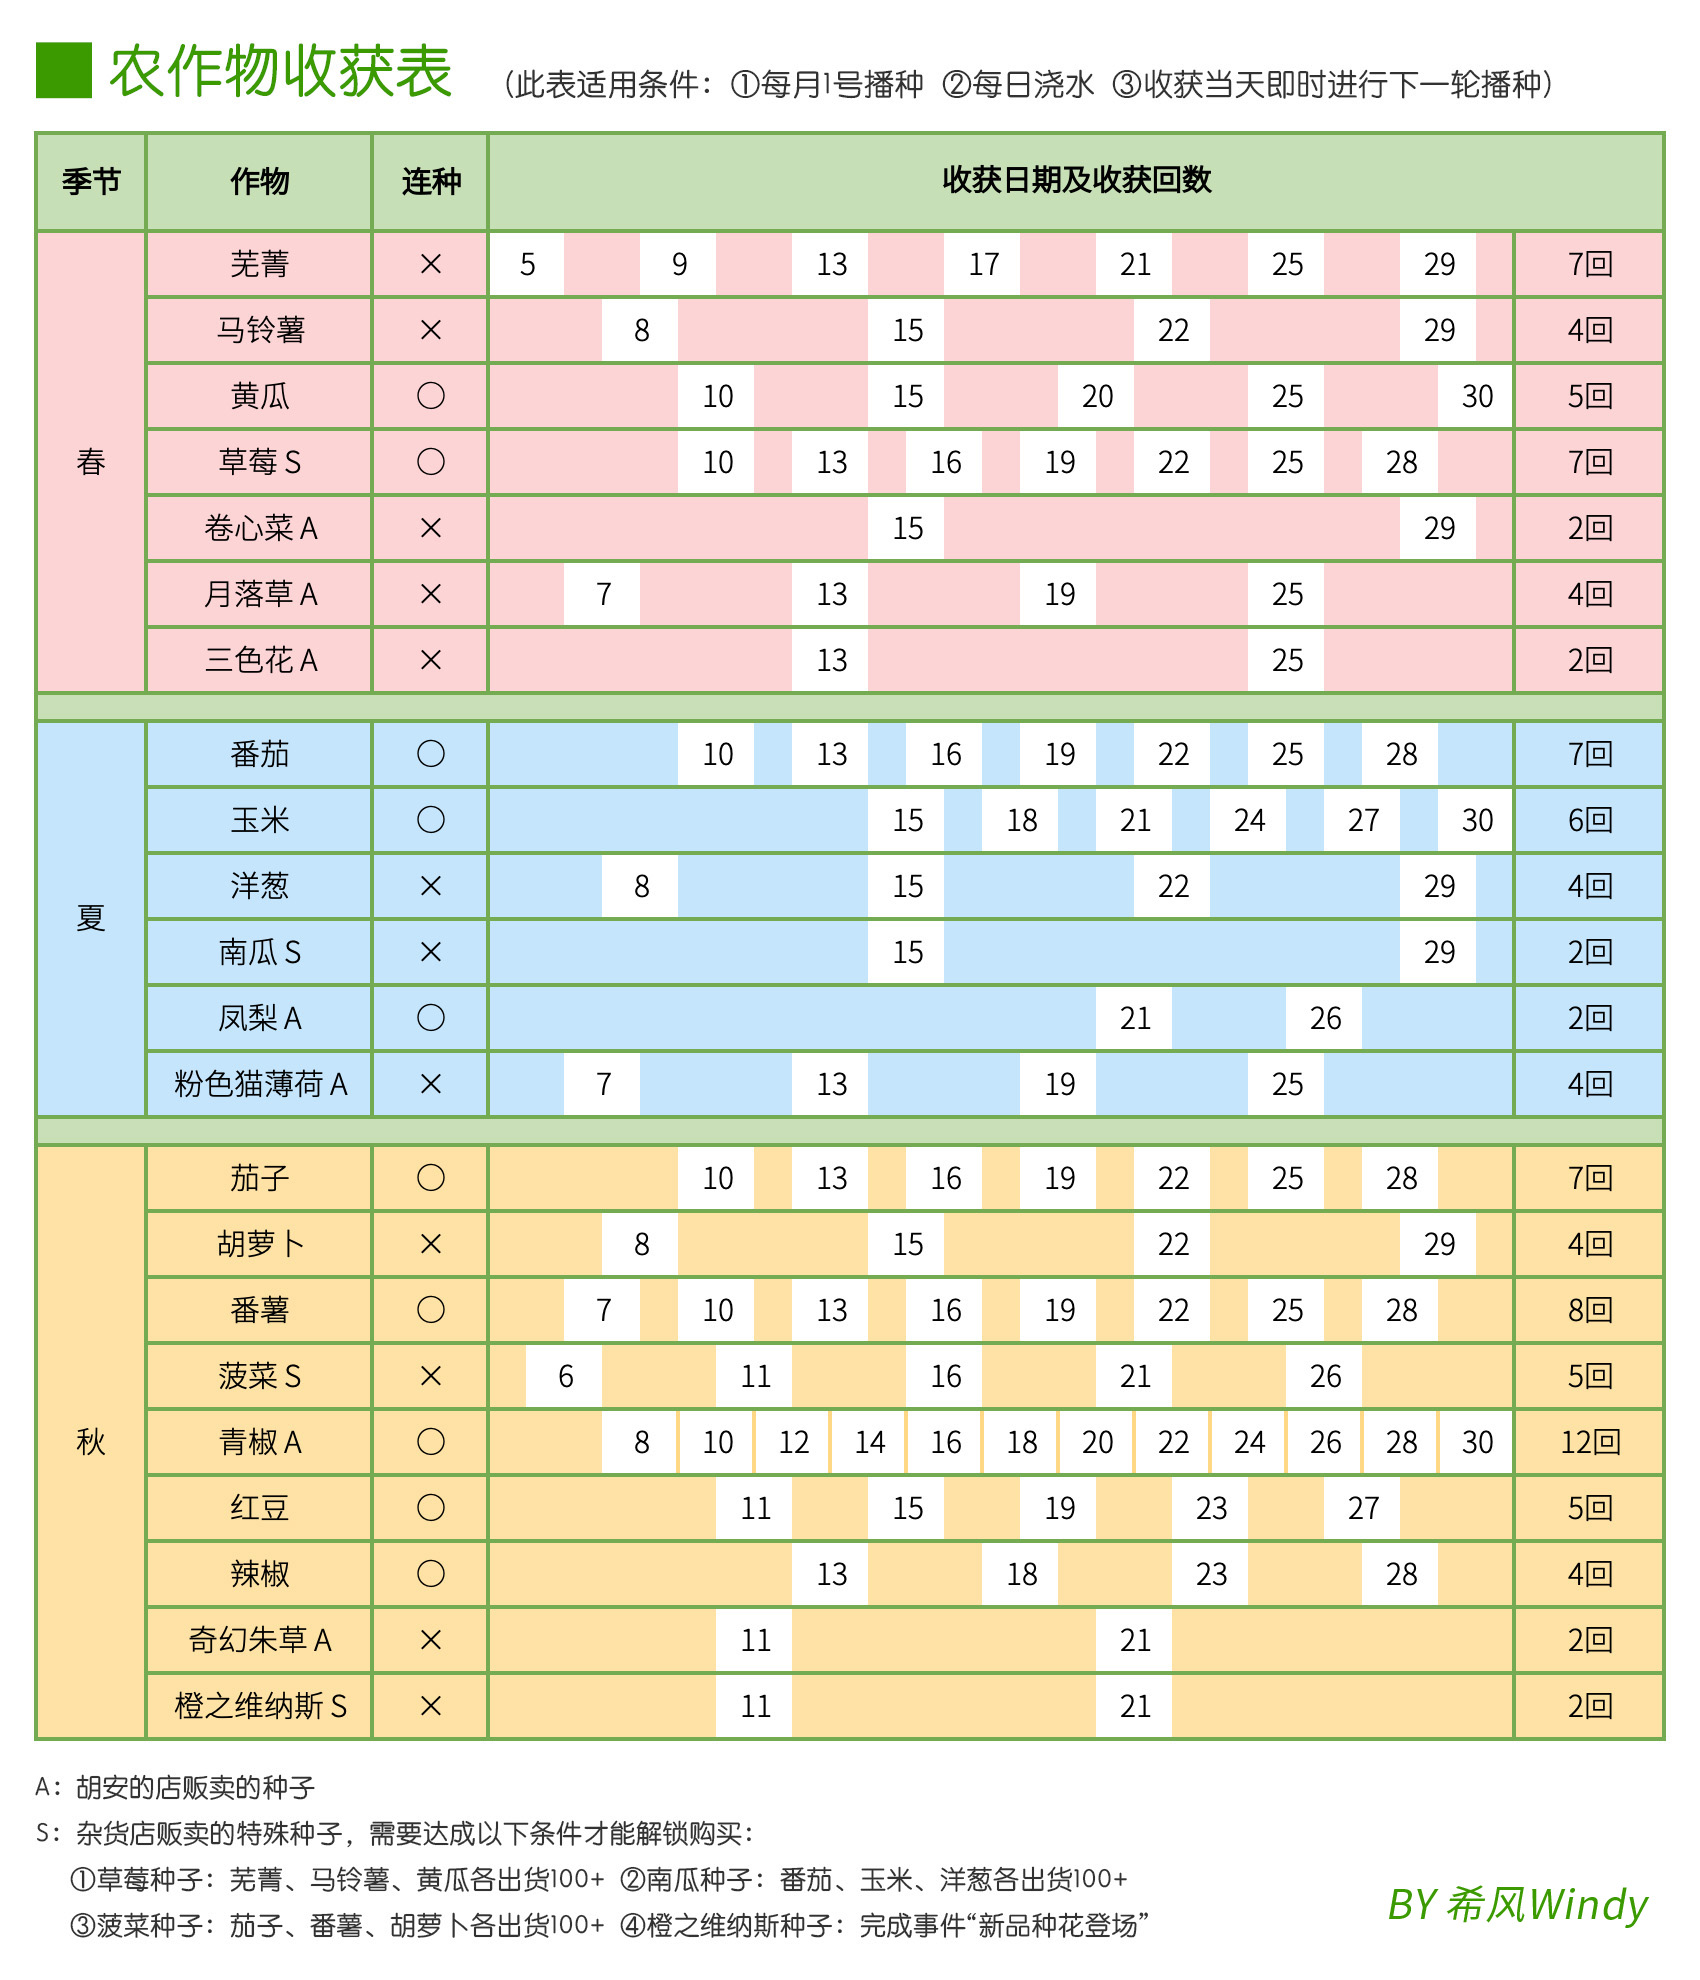 农作物收获表 （此表适用条件：①每月1号播种 ②每日浇水 ③收获当天即时进行下一轮播种）
季节 作物 连种 收获日期及收获回数
春
芜菁 × 5 9 13 17 21 25 29 7回
马铃薯 × 8 15 22 29 4回
黄瓜 ○ 10 15 20 25 30 5回
草莓 S ○ 10 13 16 19 22 25 28 7回
卷心菜 A × 15 29 2回
月落草 A × 7 13 19 25 4回
三色花 A × 13 25 2回
夏
番茄 ○ 10 13 16 19 22 25 28 7回
玉米 ○ 15 18 21 24 27 30 6回
洋葱 × 8 15 22 29 4回
南瓜 S × 15 29 2回
凤梨 A ○ 21 26 2回
粉色猫薄荷 A × 7 13 19 25 4回
秋
茄子 ○ 10 13 16 19 22 25 28 7回
胡萝卜 × 8 15 22 29 4回
番薯 ○ 7 10 13 16 19 22 25 28 8回
菠菜 S × 6 11 16 21 26 5回
青椒 A ○ 8 10 12 14 16 18 20 22 24 26 28 30 12回
红豆 ○ 11 15 19 23 27 5回
辣椒 ○ 13 18 23 28 4回
奇幻朱草 A × 11 21 2回
橙之维纳斯 S × 11 21 2回
A：胡安的店贩卖的种子
S：杂货店贩卖的特殊种子，需要达成以下条件才能解锁购买：
①草莓种子：芜菁、马铃薯、黄瓜各出货100+ ②南瓜种子：番茄、玉米、洋葱各出货100+
③菠菜种子：茄子、番薯、胡萝卜各出货100+ ④橙之维纳斯种子：完成事件“新品种花登场”
BY 希风Windy